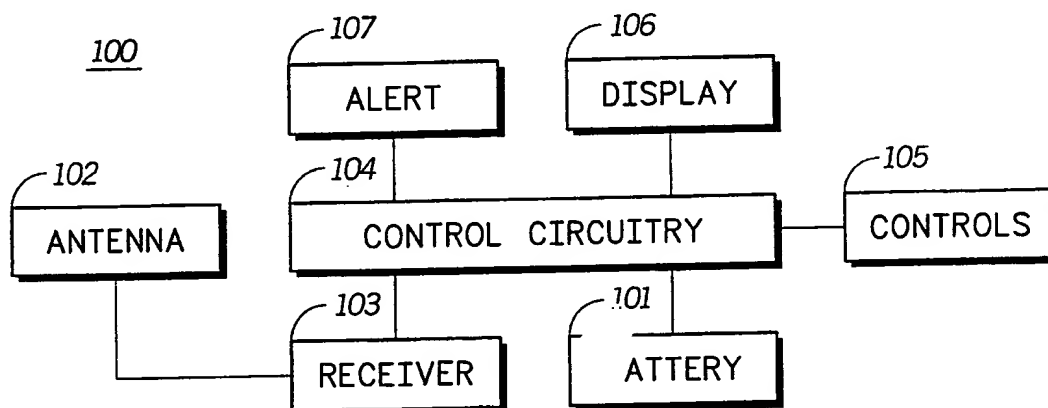 100
107
ALERT
106
DISPLAY
102
ANTENNA
104
CONTROL CIRCUITRY
105
CONTROLS
103
RECEIVER
101
ATTERY